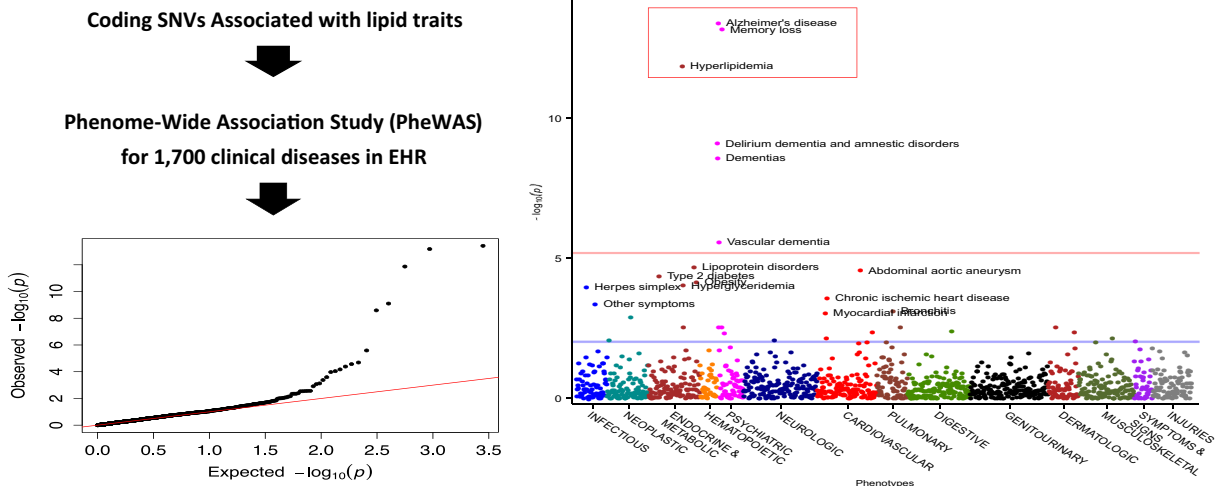 Coding SNVs Associated with lipid traits
Phenome-Wide Association Study (PheWAS)
for 1,700 clinical diseases in EHR
Observed −log10(p)
0 2 4 6 8 10
0.0 0.5 1.0 1.5 2.0 2.5 3.0 3.5
Expected −log10(p)
- log10(p)
10
5
0
Alzheimer's disease
Memory loss
Hyperlipidemia
Delirium dementia and amnestic disorders
Dementias
Vascular dementia
Lipoprotein disorders
Abdominal aortic aneurysm
Type 2 diabetes
Obesity
Herpes simplex
Hyperglyceridemia
Chronic ischemic heart disease
Other symptoms
Bronchitis
Myocardial infarction
INFECTIOUS
NEOPLASTIC
ENDOCRINE &
METABOLIC
HEMATOPOIETIC
PSYCHIATRIC
NEUROLOGIC
CARDIOVASCULAR
PULMONARY
DIGESTIVE
GENITOURINARY
DERMATOLOGIC
MUSCULOSKELETAL
SYMPTOMS &
SIGNS
INJURIES
Phenotypes